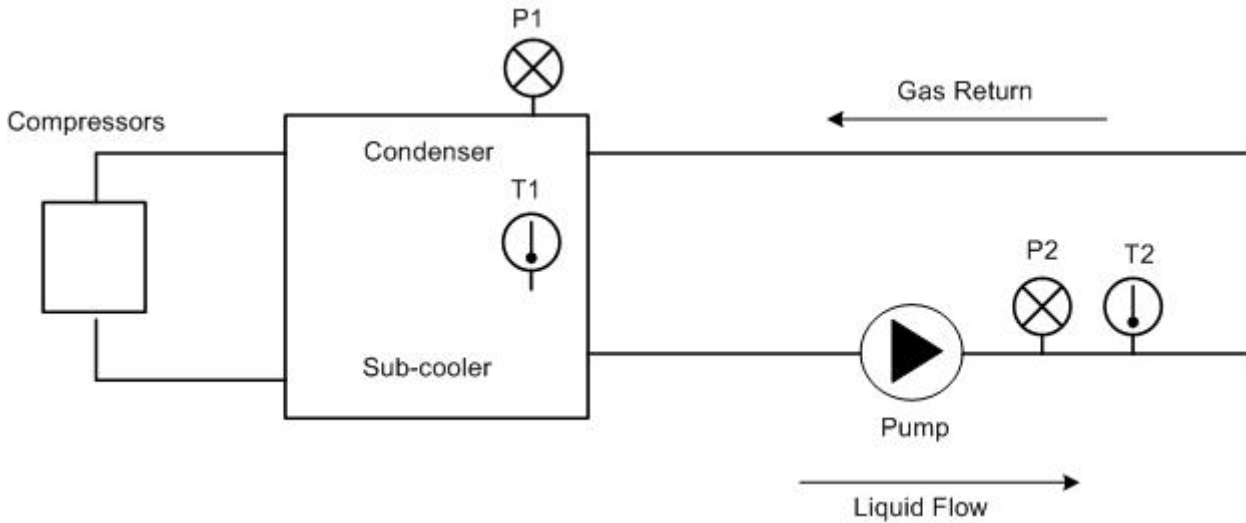 P1
Gas Return
Compressors
Condenser
T1
P2
T2
Sub-cooler
Pump
Liquid Flow